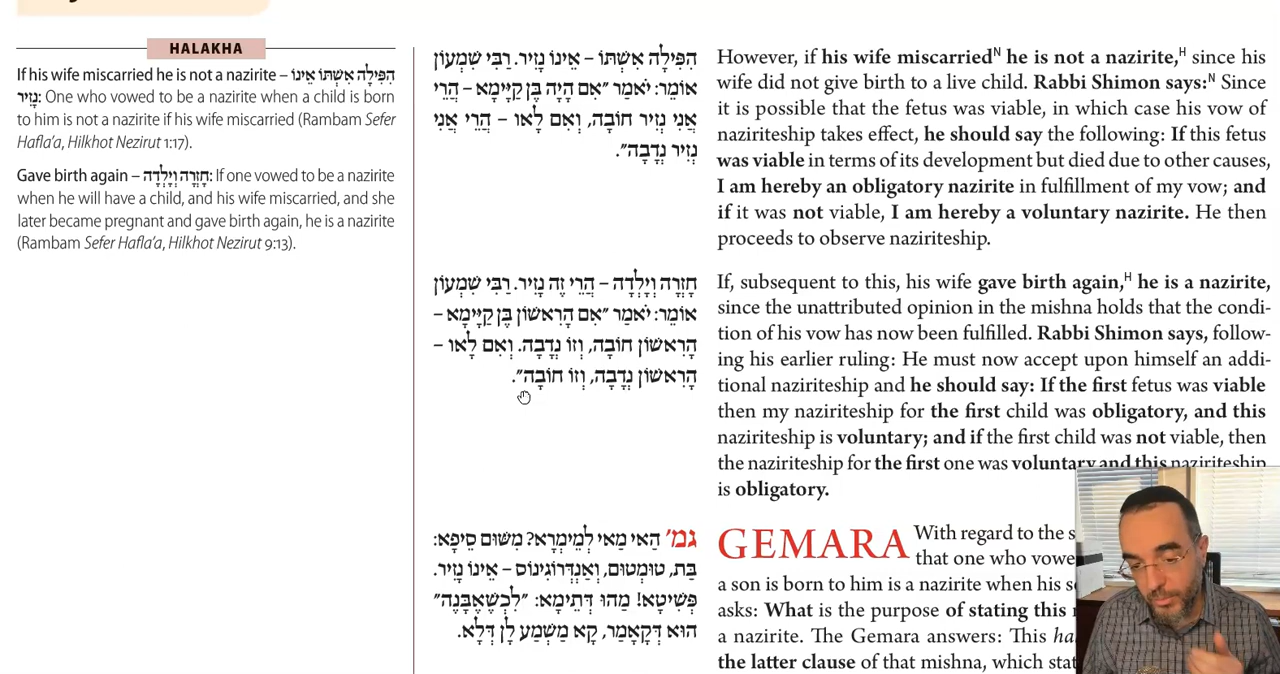 HALAKHA
If his wife miscarried he is not a nazirite – הִפִּילָה אִשְׁתּוֹ אֵינוֹ
נָזִיר: One who vowed to be a nazirite when a child is born
to him is not a nazirite if his wife miscarried (Rambam Sefer
Hafla'a, Hilkhot Nezirut 1:17).
Gave birth again – חָזְרָה וְיָלְדָה: If one vowed to be a nazirite
when he will have a child, and his wife miscarried, and she
later became pregnant and gave birth again, he is a nazirite
(Rambam Sefer Hafla'a, Hilkhot Nezirut 9:13).
הִפִּילָה אִשְׁתּוֹ – אֵינוֹ נָזִיר. רַבִּי שִׁמְעוֹן
אוֹמֵר: יֹאמַר ״אִם הָיָה בֶּן קַיָּימָא – הֲרֵי
אֲנִי נְזִיר חוֹבָה, וְאִם לָאו – הֲרֵי אֲנִי
נְזִיר נְדָבָה״.
חָזְרָה וְיָלְדָה – הֲרֵי זֶה נָזִיר. רַבִּי שִׁמְעוֹן
אוֹמֵר: יֹאמַר ״אִם הָרִאשׁוֹן בֶּן קַיָּימָא –
הָרִאשׁוֹן חוֹבָה, וְזוֹ נְדָבָה. וְאִם לָאו –
הָרִאשׁוֹן נְדָבָה, וְזוֹ חוֹבָה״.
גמ׳ הַאי מַאי לְמֵימְרָא? מִשּׁוּם סֵיפָא:
בַּת, טוּמְטוּם, וְאַנְדְּרוֹגִינוֹס – אֵינוֹ נָזִיר.
פְּשִׁיטָא! מַהוּ דְּתֵימָא: ״לִכְשֶׁאֶבָּנֶה״
הוּא דְּקָאָמַר, קָא מַשְׁמַע לַן דְּלָא.
However, if his wife miscarriedᴺ he is not a nazirite,ᴴ since his
wife did not give birth to a live child. Rabbi Shimon says:ᴺ Since
it is possible that the fetus was viable, in which case his vow of
naziriteship takes effect, he should say the following: If this fetus
was viable in terms of its development but died due to other causes,
I am hereby an obligatory nazirite in fulfillment of my vow; and
if it was not viable, I am hereby a voluntary nazirite. He then
proceeds to observe naziriteship.
If, subsequent to this, his wife gave birth again,ᴴ he is a nazirite,
since the unattributed opinion in the mishna holds that the condi-
tion of his vow has now been fulfilled. Rabbi Shimon says, follow-
ing his earlier ruling: He must now accept upon himself an addi-
tional naziriteship and he should say: If the first fetus was viable
then my naziriteship for the first child was obligatory, and this
naziriteship is voluntary; and if the first child was not viable, then
the naziriteship for the first one was voluntary and this naziriteship
is obligatory.
GEMARA With regard to the s
that one who vowe
a son is born to him is a nazirite when his s
asks: What is the purpose of stating this
a nazirite. The Gemara answers: This ha
the latter clause of that mishna, which stat